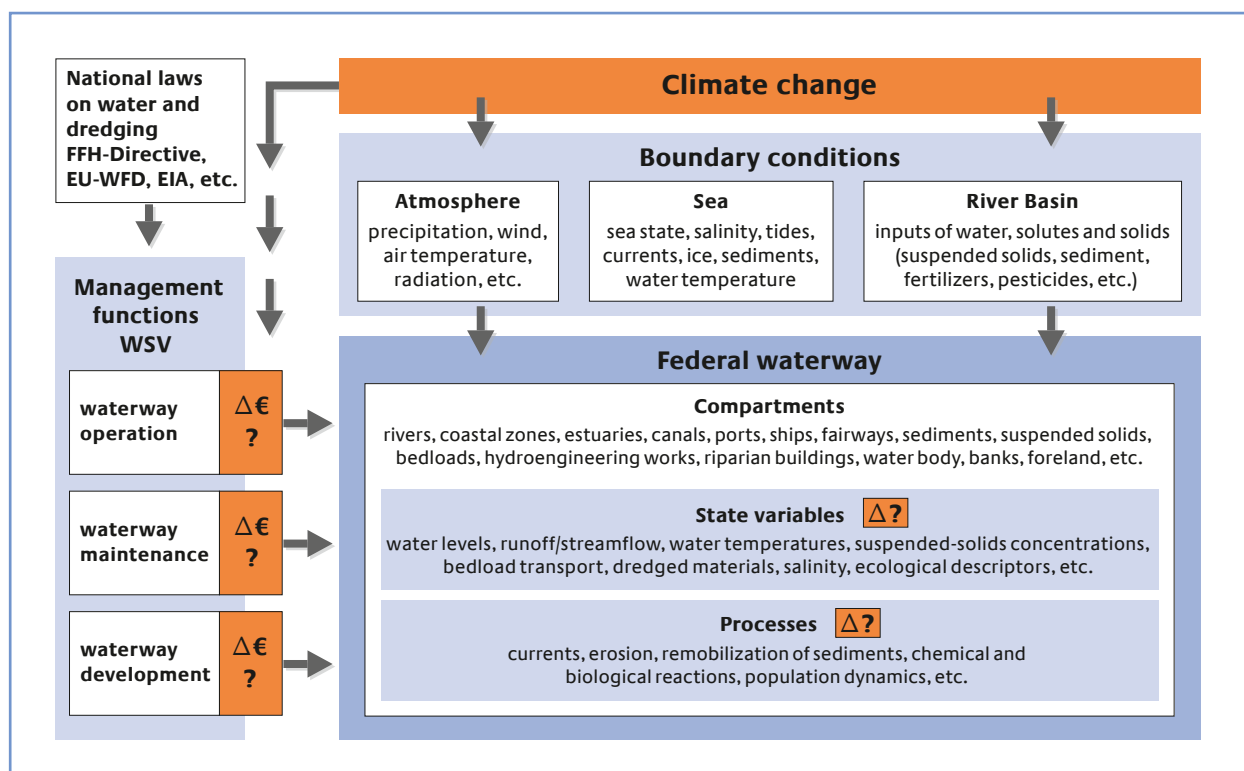 National laws
on water and
dredging
FFH-Directive,
EU-WFD, EIA, etc.
Climate change
Boundary conditions
Atmosphere
precipitation, wind,
air temperature,
radiation, etc.
Sea
sea state, salinity, tides,
currents, ice, sediments,
water temperature
River Basin
inputs of water, solutes and solids
(suspended solids, sediment,
fertilizers, pesticides, etc.)
Management
functions
WSV
waterway
operation
Δ€
?
waterway
maintenance
Δ€
?
waterway
development
Δ€
?
Federal waterway
Compartments
rivers, coastal zones, estuaries, canals, ports, ships, fairways, sediments, suspended solids,
bedloads, hydroengineering works, riparian buildings, water body, banks, foreland, etc.
State variables Δ?
water levels, runoff/streamflow, water temperatures, suspended-solids concentrations,
bedload transport, dredged materials, salinity, ecological descriptors, etc.
Processes Δ?
currents, erosion, remobilization of sediments, chemical and
biological reactions, population dynamics, etc.